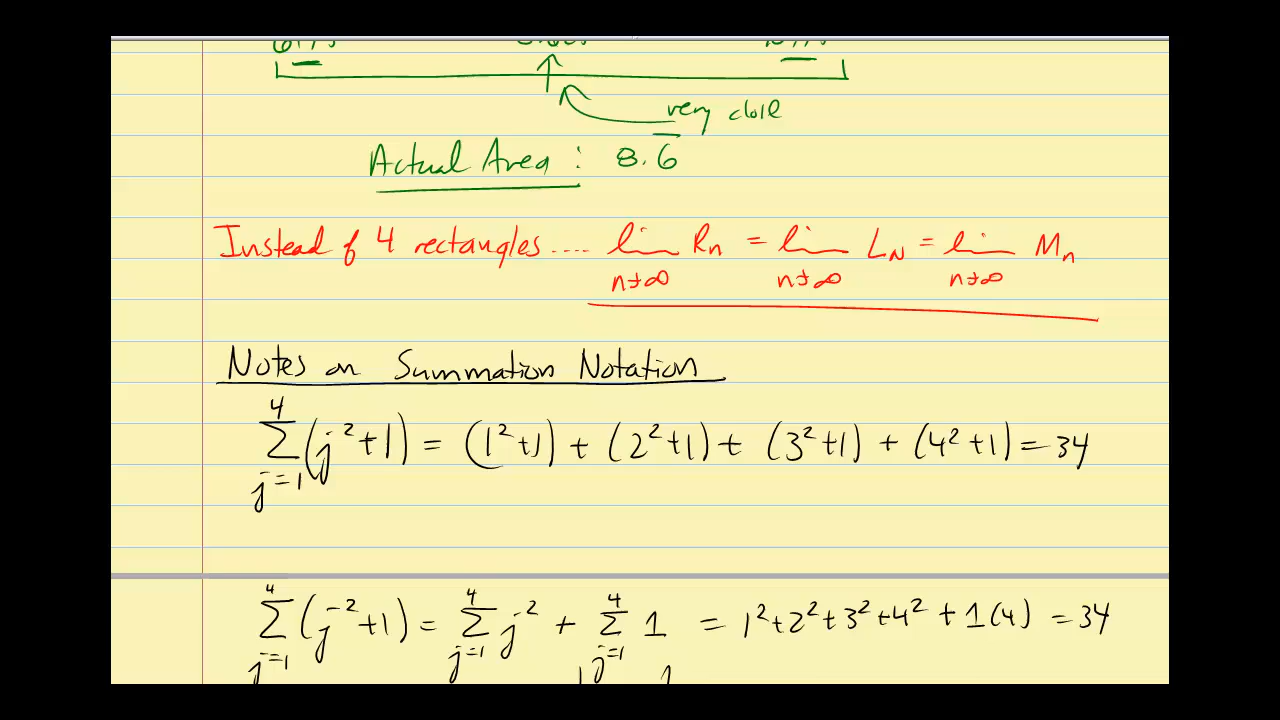 very close
Actual Area : 8.6
Instead of 4 rectangles .... lim n→∞ Rn = lim n→∞ LN = lim n→∞ Mn
Notes on Summation Notation
4 Σ j=1 (j² + 1) = (1² + 1) + (2² + 1) + (3² + 1) + (4² + 1) = 34
4 Σ j=1 (j² + 1) = 4 Σ j=1 j² + 4 Σ j=1 1 = 1² + 2² + 3² + 4² + 1(4) = 34